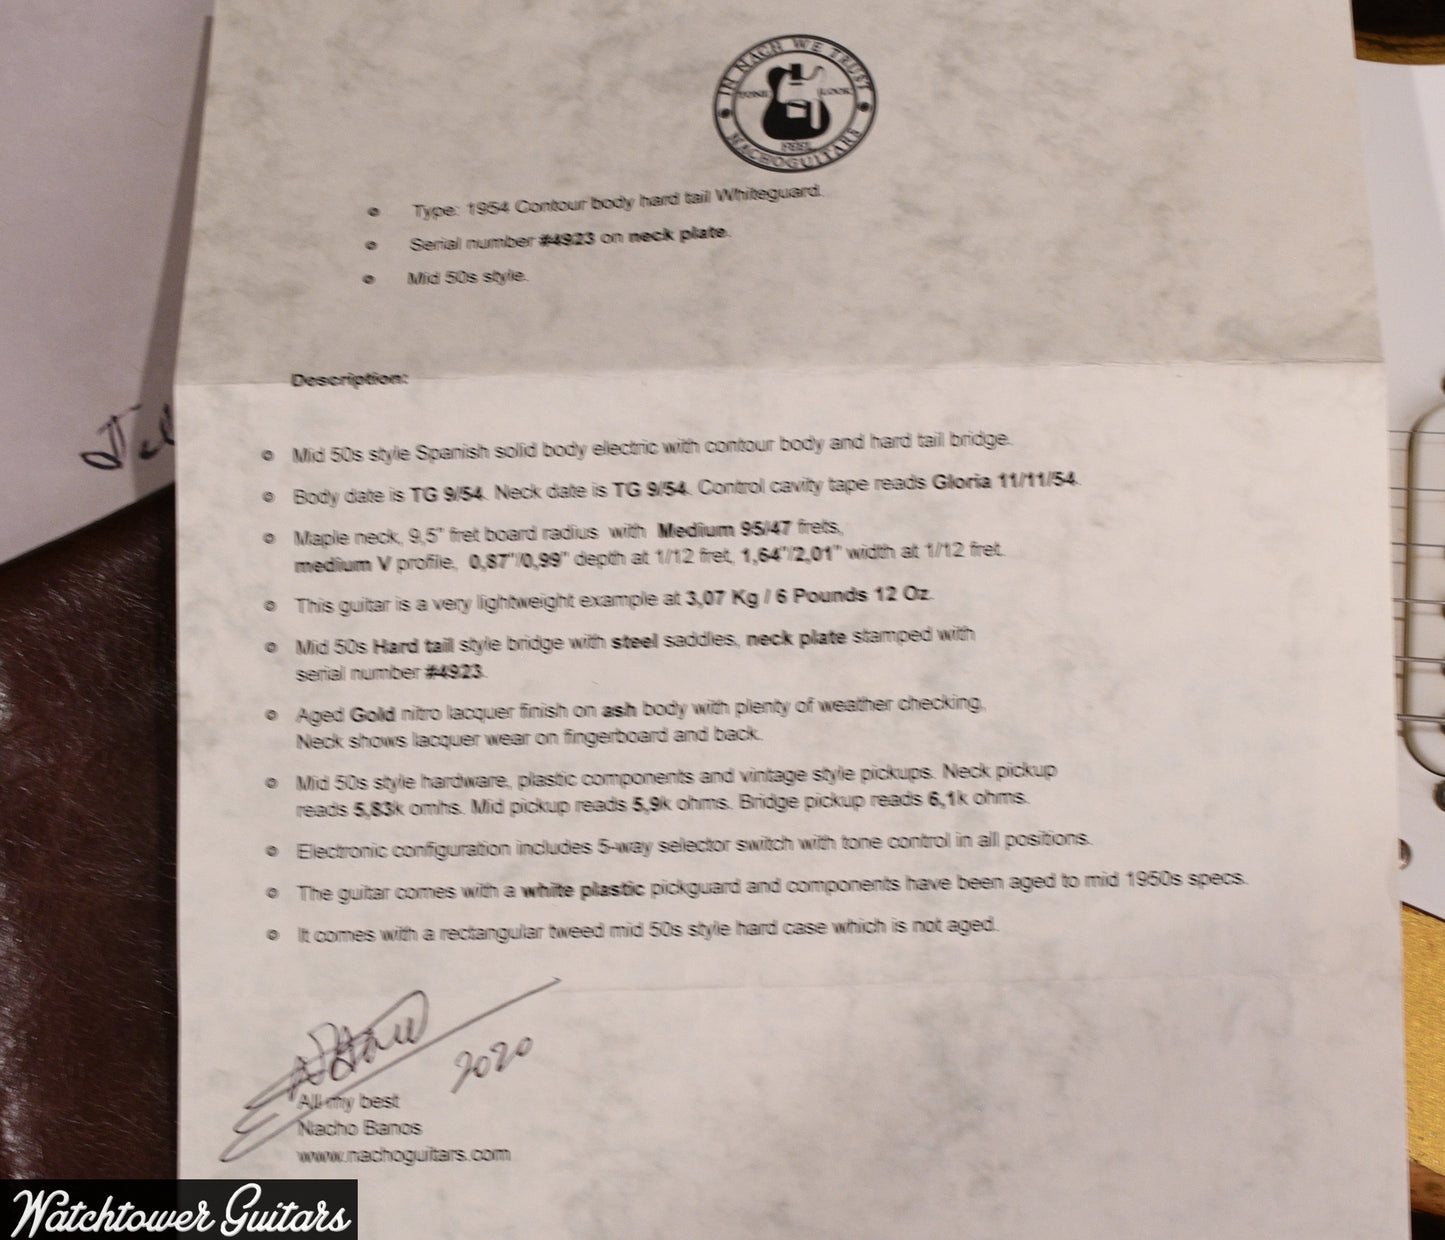 IN NACH WE TRUST
TONE LOOK
FEEL
NACHOGUITARS
Type: 1954 Contour body hard tail Whiteguard.
Serial number #4923 on neck plate.
Mid 50s style.
Description:
Mid 50s style Spanish solid body electric with contour body and hard tail bridge.
Body date is TG 9/54. Neck date is TG 9/54. Control cavity tape reads Gloria 11/11/54.
Maple neck, 9,5" fret board radius with Medium 95/47 frets,
medium V profile, 0,87"/0,99" depth at 1/12 fret, 1,64"/2,01" width at 1/12 fret.
This guitar is a very lightweight example at 3,07 Kg / 6 Pounds 12 Oz.
Mid 50s Hard tail style bridge with steel saddles, neck plate stamped with
serial number #4923.
Aged Gold nitro lacquer finish on ash body with plenty of weather checking,
Neck shows lacquer wear on fingerboard and back.
Mid 50s style hardware, plastic components and vintage style pickups. Neck pickup
reads 5,83k omhs. Mid pickup reads 5,9k ohms. Bridge pickup reads 6,1k ohms.
Electronic configuration includes 5-way selector switch with tone control in all positions.
The guitar comes with a white plastic pickguard and components have been aged to mid 1950s specs.
It comes with a rectangular tweed mid 50s style hard case which is not aged.
2020
All my best
Nacho Banos
www.nachoguitars.com
Watchtower Guitars